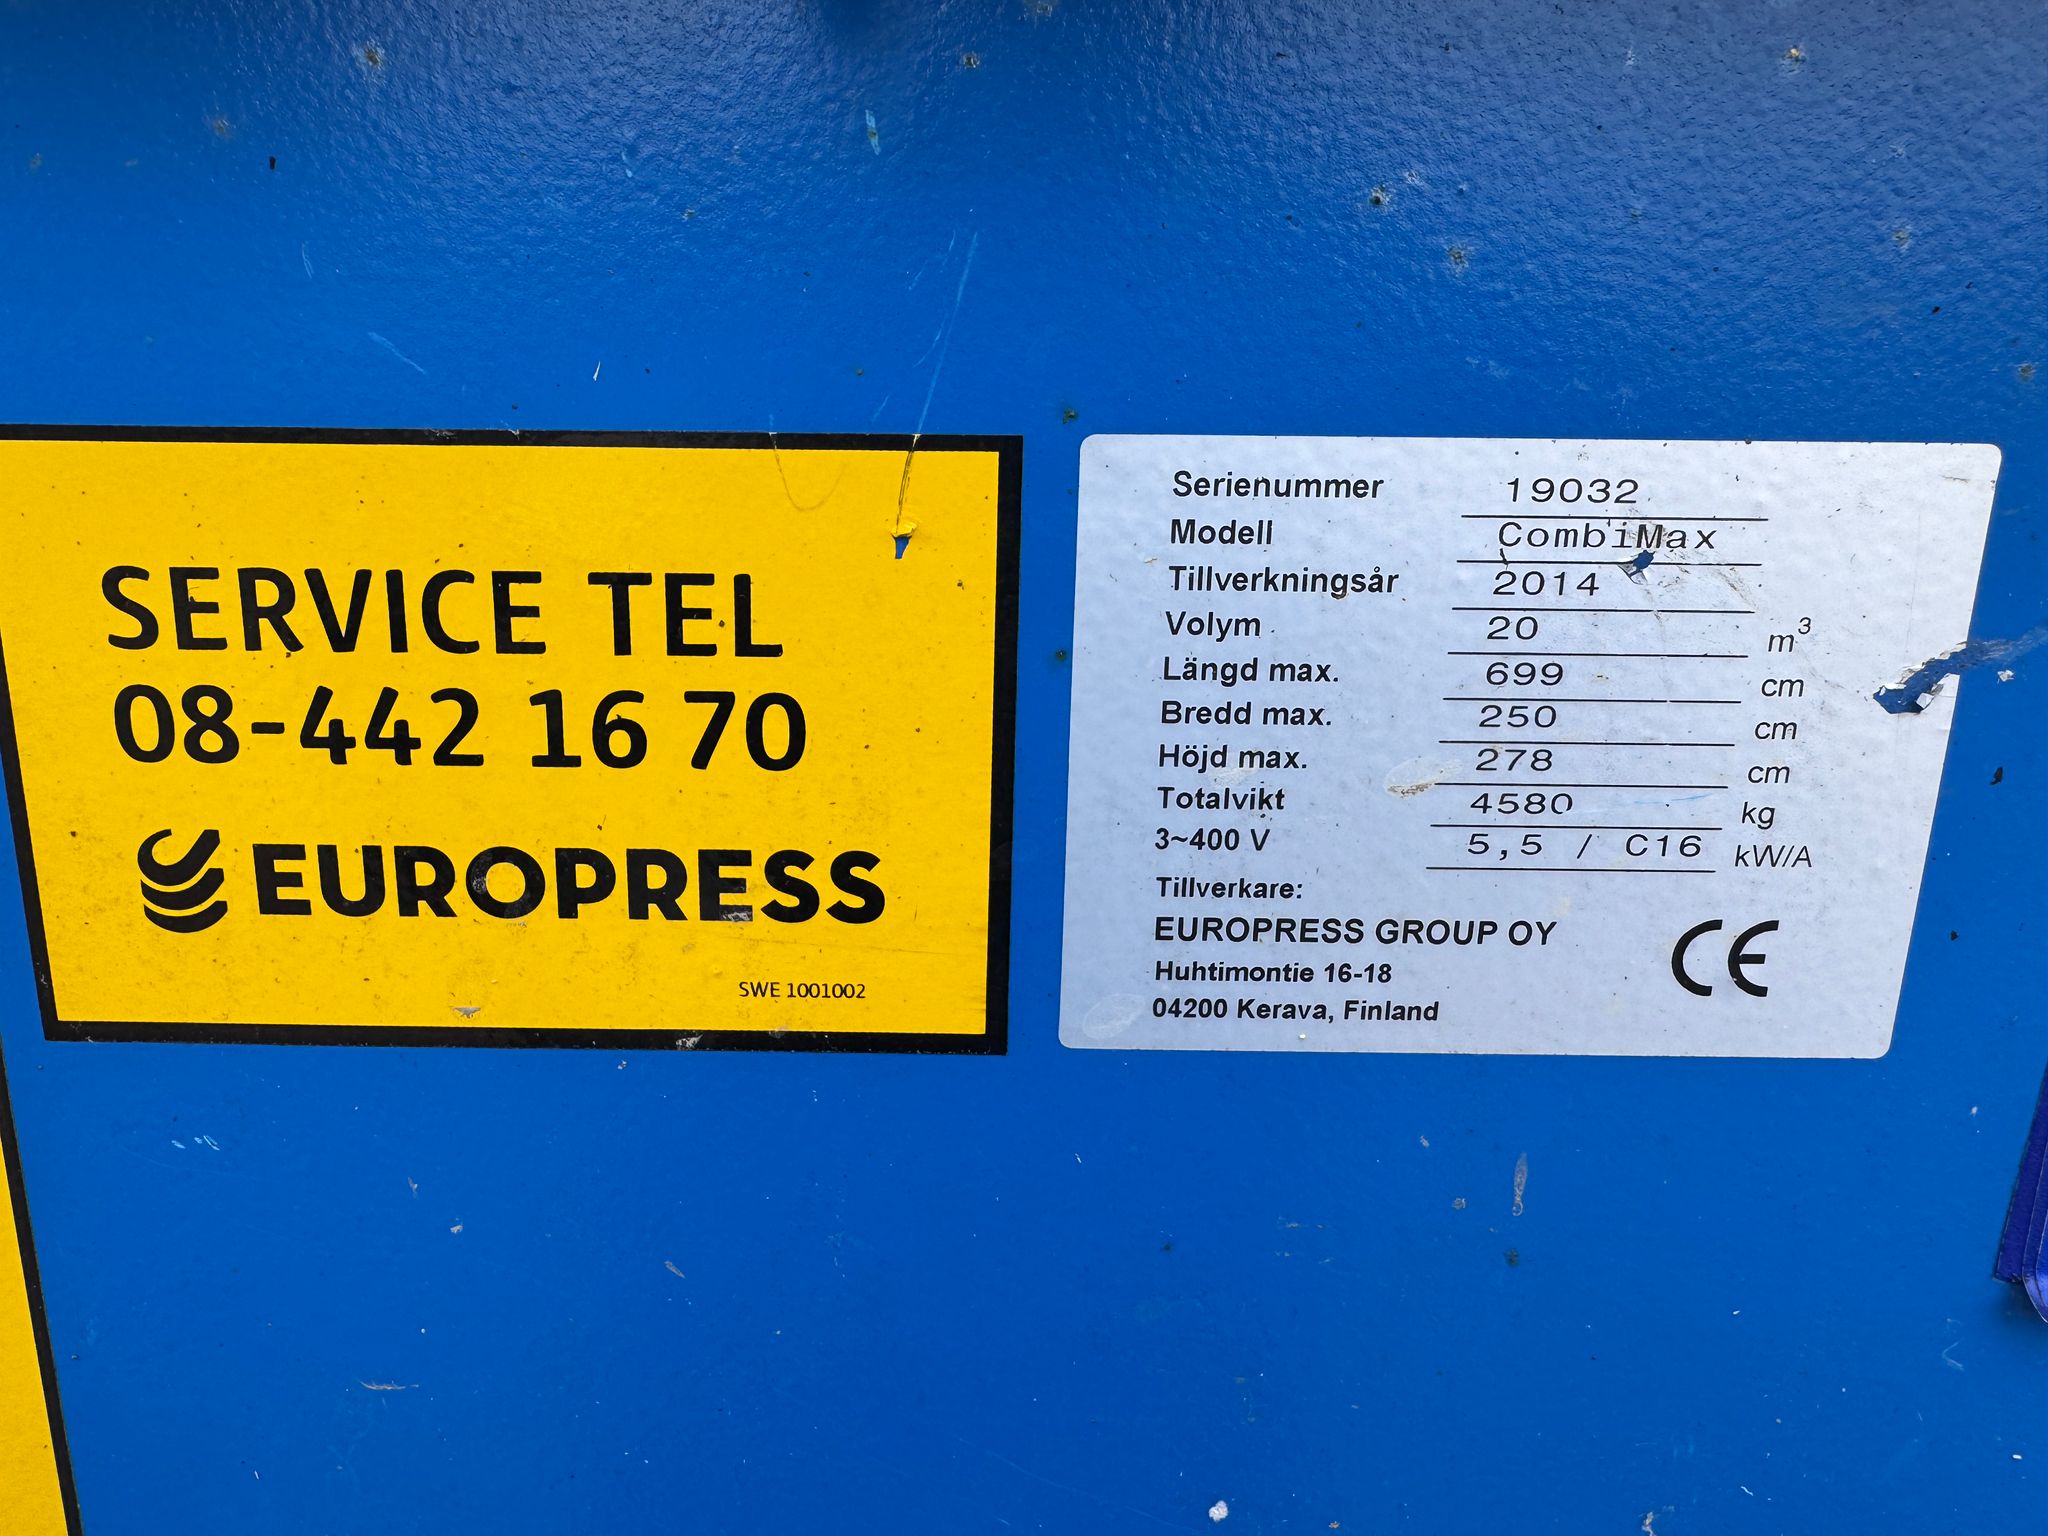 SERVICE TEL
08-442 16 70
EUROPRESS
SWE 1001002
Serienummer 19032
Modell CombiMax
Tillverkningsår 2014
Volym 20 m³
Längd max. 699 cm
Bredd max. 250 cm
Höjd max. 278 cm
Totalvikt 4580 kg
3~400 V 5,5 / C16 kW/A
Tillverkare:
EUROPRESS GROUP OY
Huhtimontie 16-18
04200 Kerava, Finland
CE